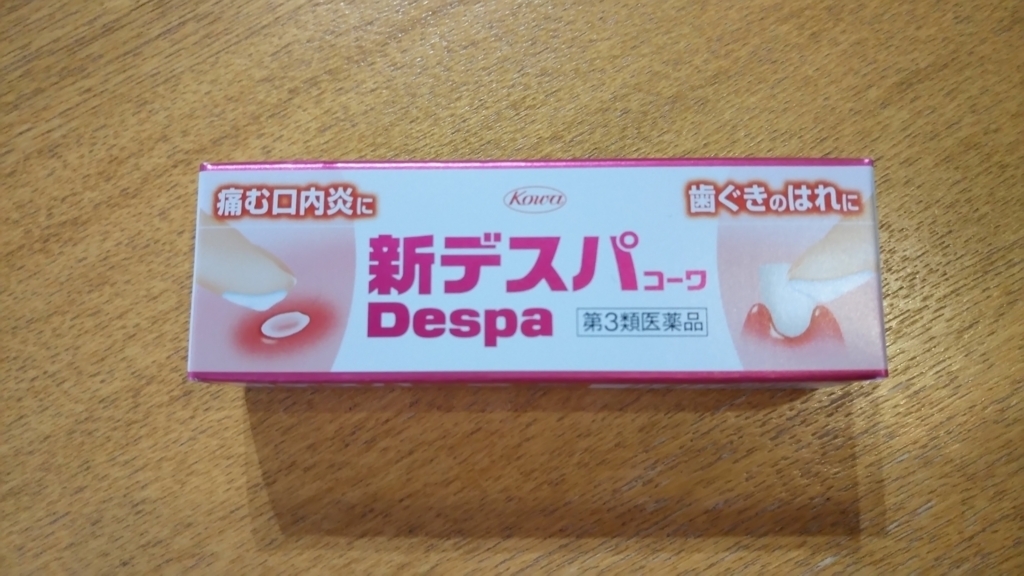 痛む口内炎に
Kowa
歯ぐきのはれに
新デスパコーワ
Despa
第3類医薬品